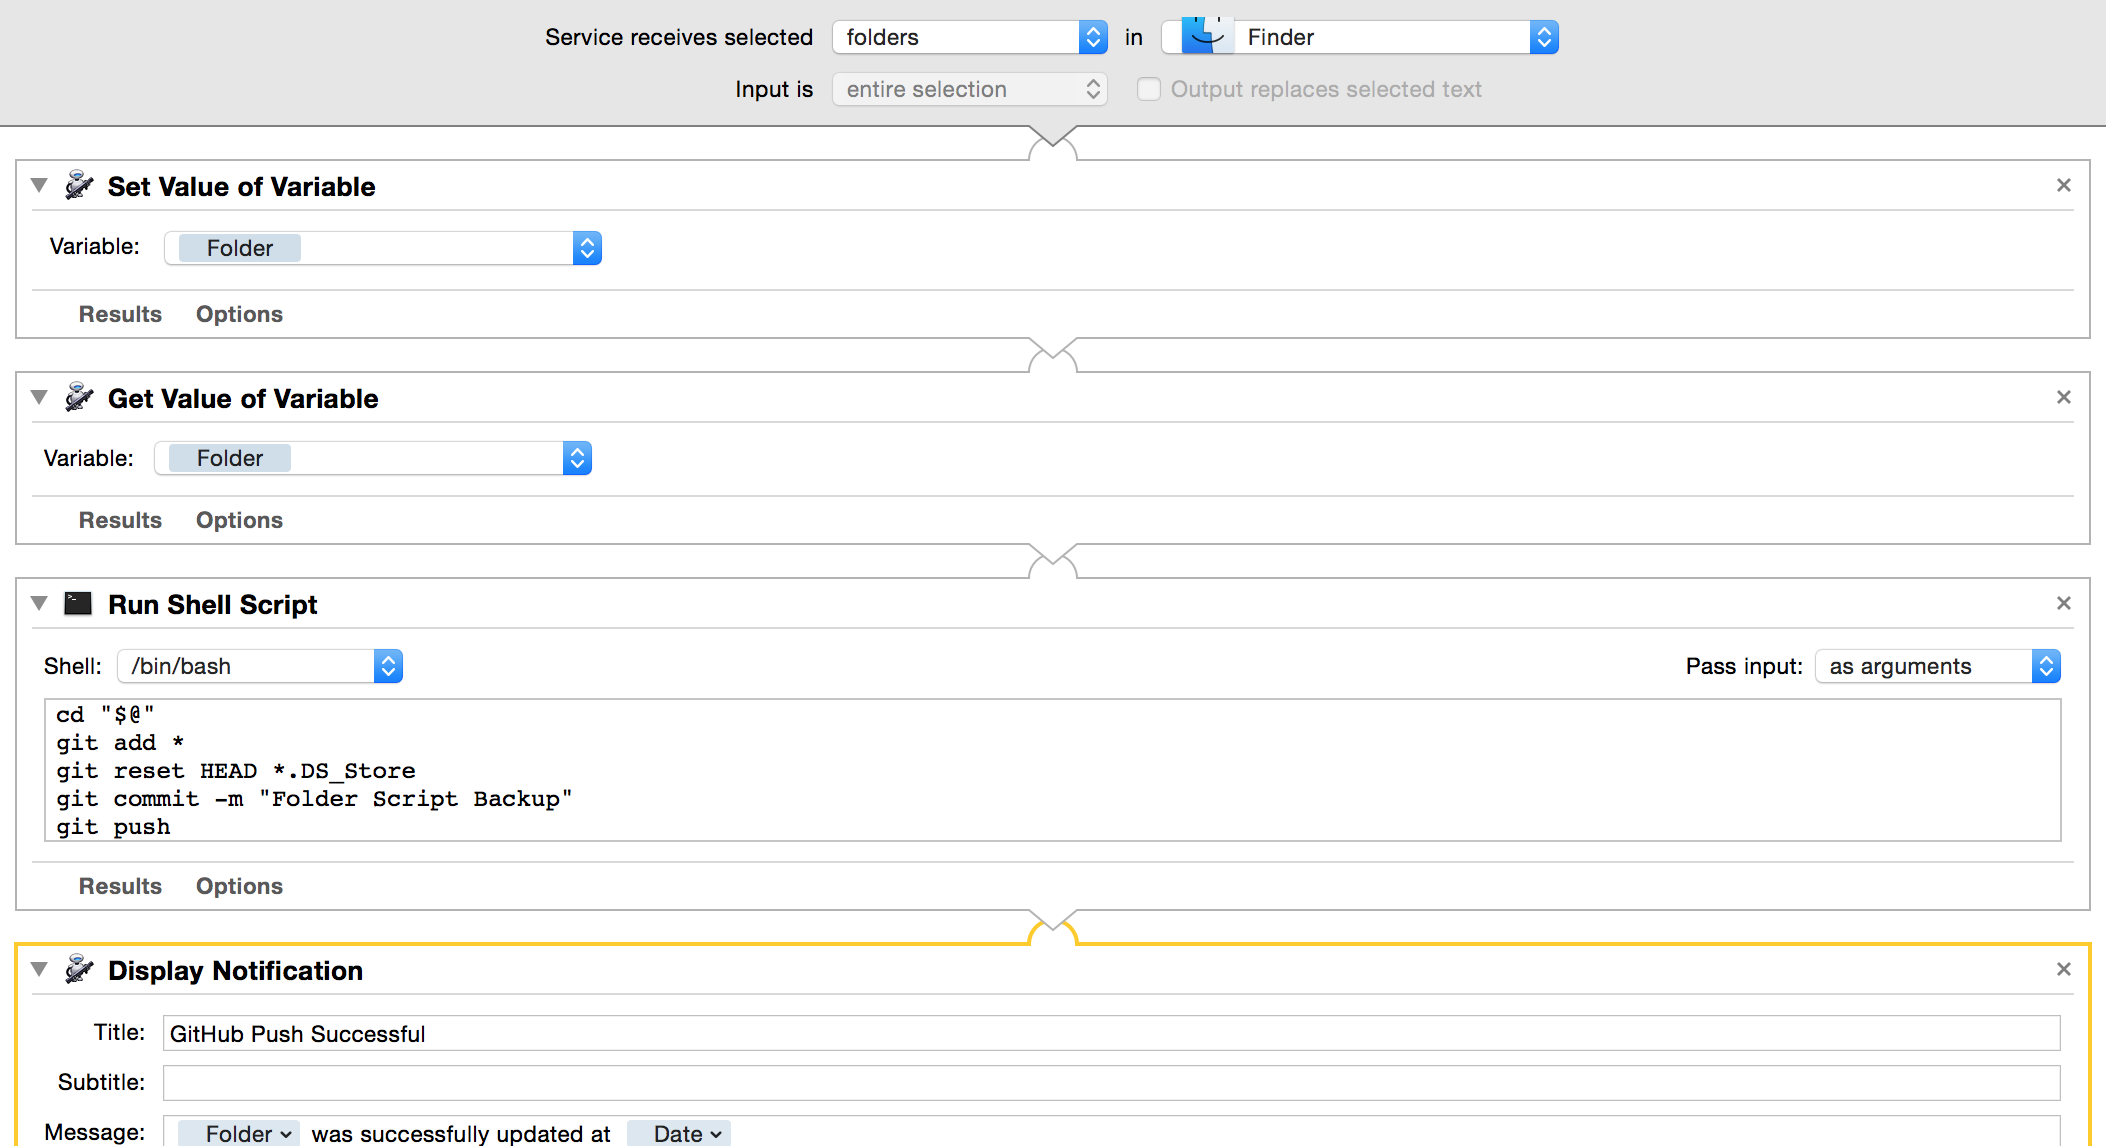 Service receives selected folders in Finder
Input is entire selection Output replaces selected text
Set Value of Variable
Variable: Folder
Results Options
Get Value of Variable
Variable: Folder
Results Options
Run Shell Script
Shell: /bin/bash Pass input: as arguments
cd "$@"
git add *
git reset HEAD *.DS_Store
git commit -m "Folder Script Backup"
git push
Results Options
Display Notification
Title: GitHub Push Successful
Subtitle:
Message: Folder was successfully updated at Date